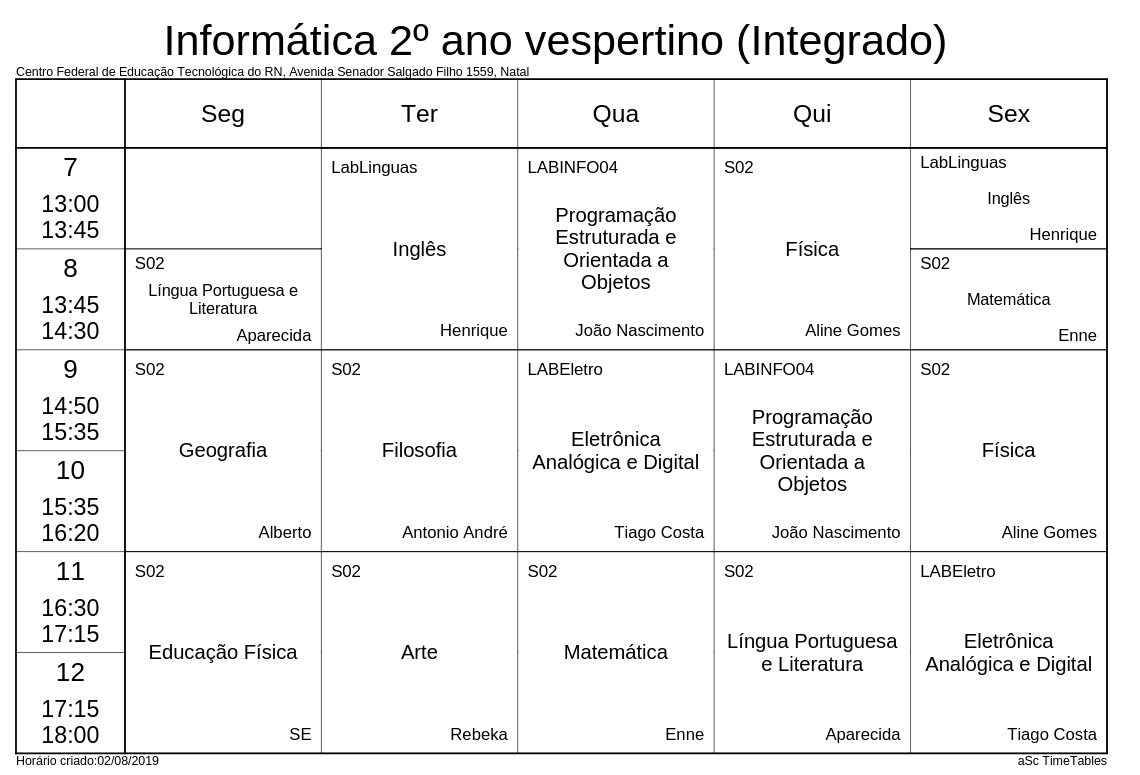 Informática 2º ano vespertino (Integrado)
Centro Federal de Educação Tecnológica do RN, Avenida Senador Salgado Filho 1559, Natal
Seg
Ter
Qua
Qui
Sex
7
13:00
13:45
LabLinguas
Inglês
Henrique
LABINFO04
Programação
Estruturada e
Orientada a
Objetos
João Nascimento
S02
Física
Aline Gomes
LabLinguas
Inglês
Henrique
8
13:45
14:30
S02
Língua Portuguesa e
Literatura
Aparecida
S02
Matemática
Enne
9
14:50
15:35
10
15:35
16:20
S02
Geografia
Alberto
S02
Filosofia
Antonio André
LABEletro
Eletrônica
Analógica e Digital
Tiago Costa
LABINFO04
Programação
Estruturada e
Orientada a
Objetos
João Nascimento
S02
Física
Aline Gomes
11
16:30
17:15
12
17:15
18:00
S02
Educação Física
SE
S02
Arte
Rebeka
S02
Matemática
Enne
S02
Língua Portuguesa
e Literatura
Aparecida
LABEletro
Eletrônica
Analógica e Digital
Tiago Costa
Horário criado:02/08/2019
aSc TimeTables